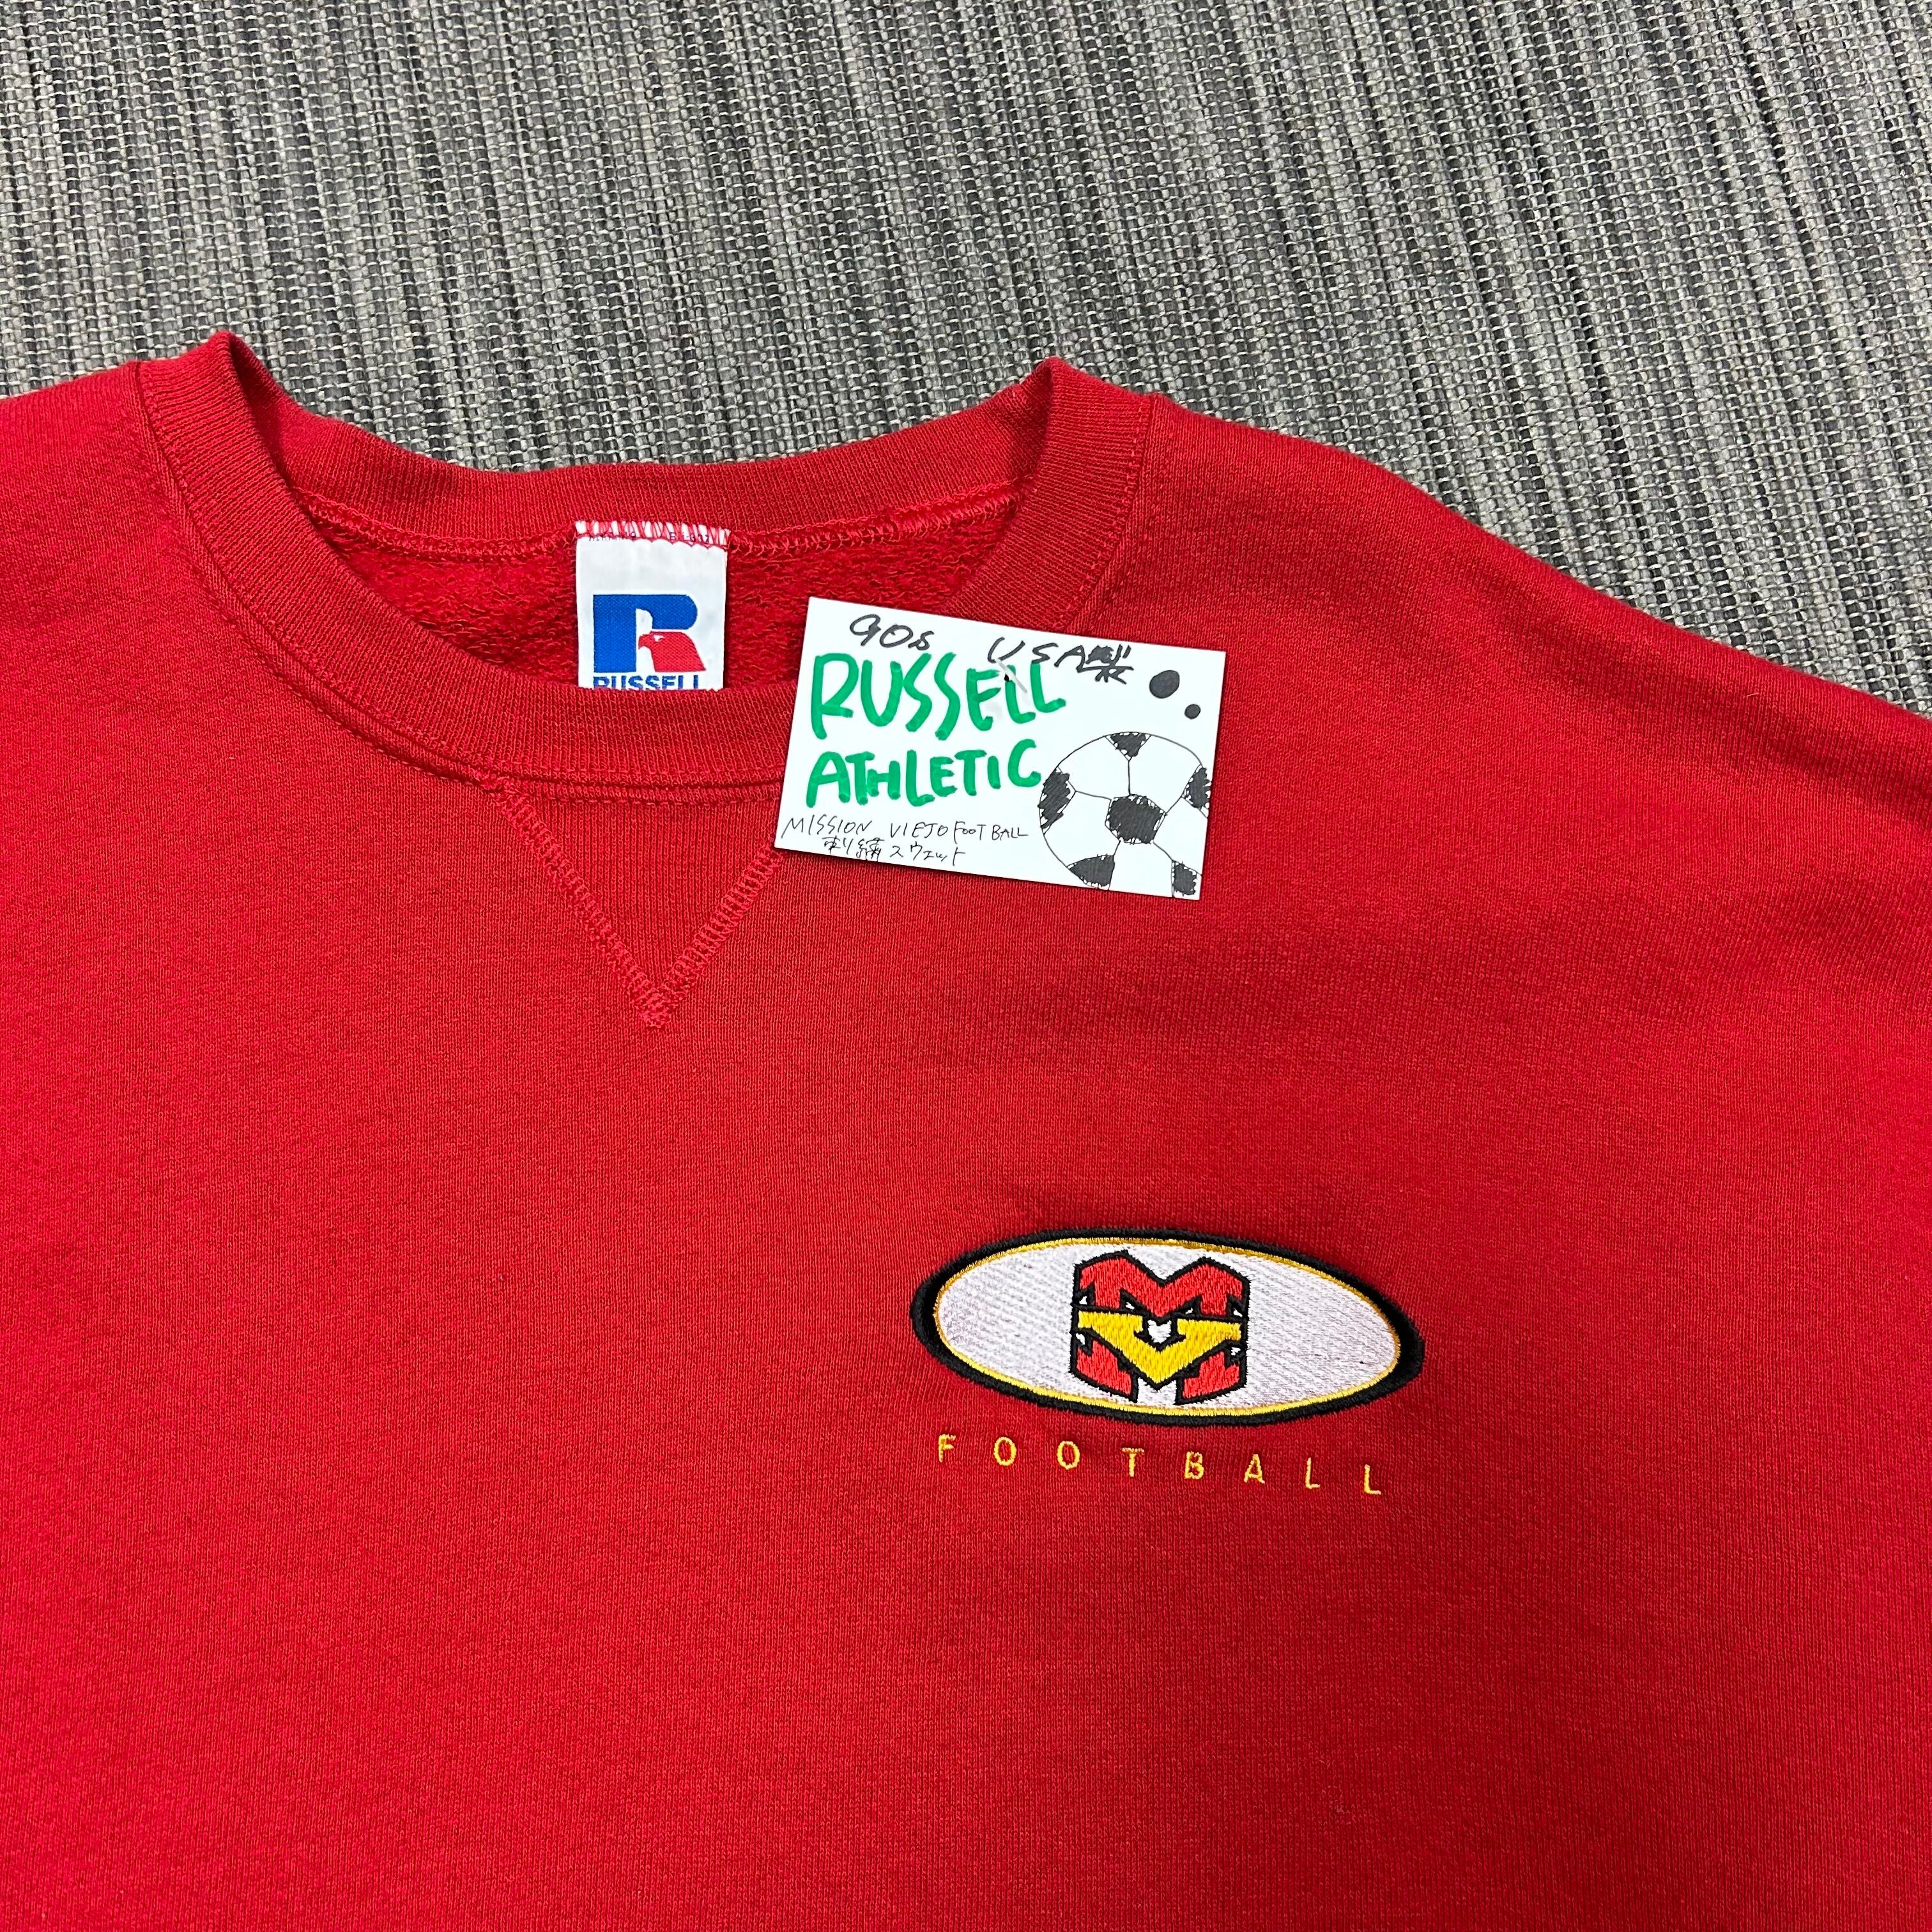 RUSSELL
90s USA製
RUSSELL
ATHLETIC
MISSION VIEJO FOOTBALL
刺繍スウェット
MV
FOOTBALL